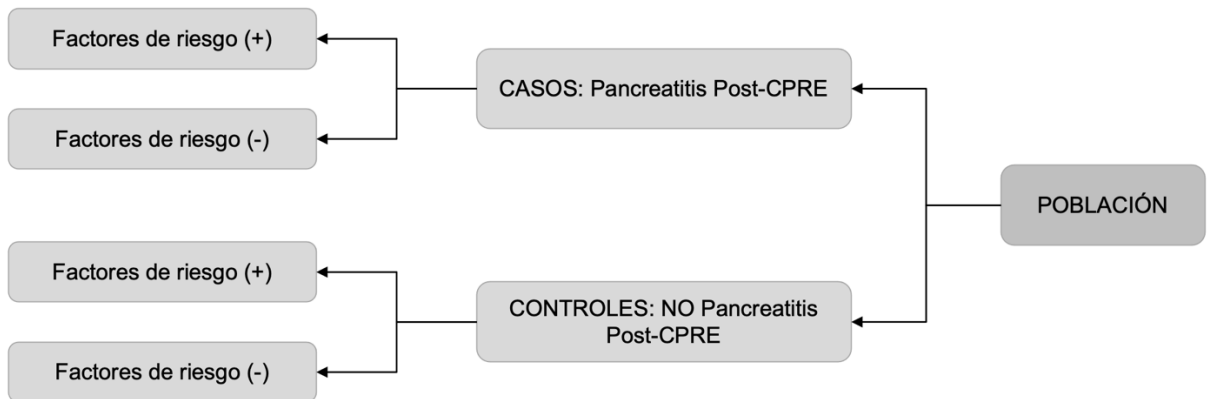 Factores de riesgo (+)
CASOS: Pancreatitis Post-CPRE
Factores de riesgo (-)
POBLACIÓN
Factores de riesgo (+)
CONTROLES: NO Pancreatitis
Post-CPRE
Factores de riesgo (-)